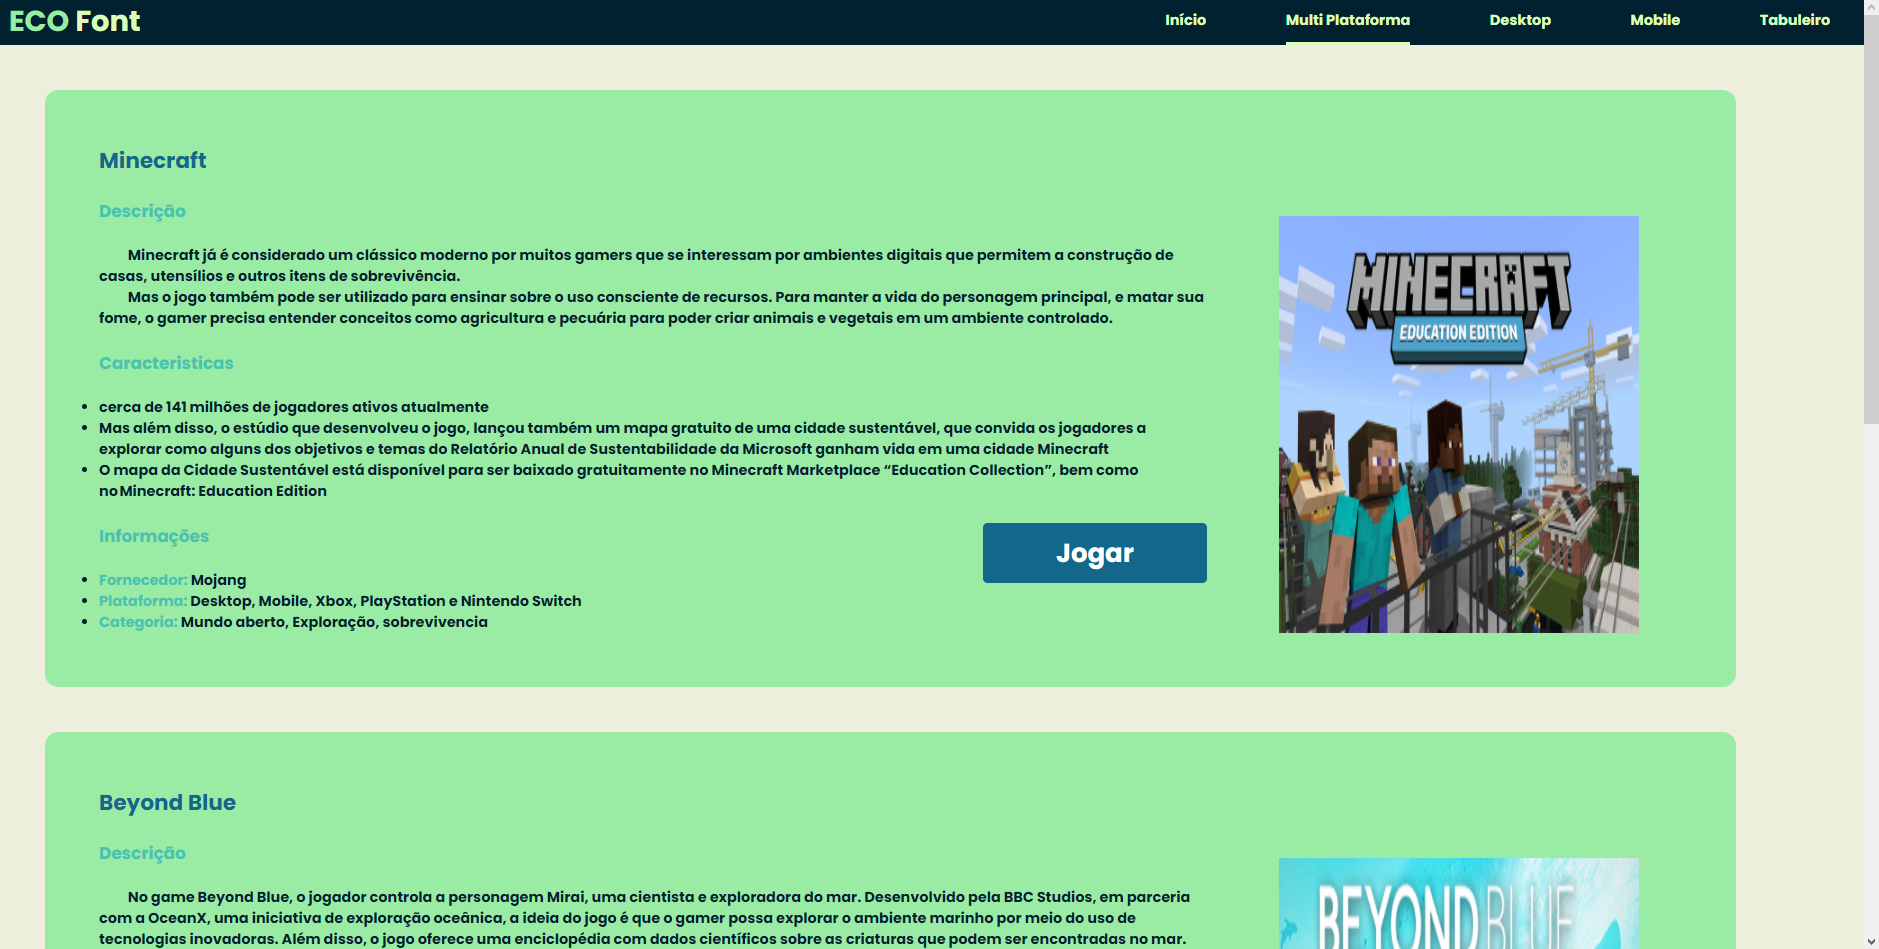 ECO Font
Início Multi Plataforma Desktop Mobile Tabuleiro
Minecraft
Descrição
Minecraft já é considerado um clássico moderno por muitos gamers que se interessam por ambientes digitais que permitem a construção de
casas, utensílios e outros itens de sobrevivência.
Mas o jogo também pode ser utilizado para ensinar sobre o uso consciente de recursos. Para manter a vida do personagem principal, e matar sua
fome, o gamer precisa entender conceitos como agricultura e pecuária para poder criar animais e vegetais em um ambiente controlado.
Caracteristicas
cerca de 141 milhões de jogadores ativos atualmente
Mas além disso, o estúdio que desenvolveu o jogo, lançou também um mapa gratuito de uma cidade sustentável, que convida os jogadores a
explorar como alguns dos objetivos e temas do Relatório Anual de Sustentabilidade da Microsoft ganham vida em uma cidade Minecraft
O mapa da Cidade Sustentável está disponível para ser baixado gratuitamente no Minecraft Marketplace “Education Collection”, bem como
no Minecraft: Education Edition
Informações
Fornecedor: Mojang
Plataforma: Desktop, Mobile, Xbox, PlayStation e Nintendo Switch
Categoria: Mundo aberto, Exploração, sobrevivencia
Jogar
MINECRAFT
EDUCATION EDITION
Beyond Blue
Descrição
No game Beyond Blue, o jogador controla a personagem Mirai, uma cientista e exploradora do mar. Desenvolvido pela BBC Studios, em parceria
com a OceanX, uma iniciativa de exploração oceânica, a ideia do jogo é que o gamer possa explorar o ambiente marinho por meio do uso de
tecnologias inovadoras. Além disso, o jogo oferece uma enciclopédia com dados científicos sobre as criaturas que podem ser encontradas no mar.
BEYOND BLUE